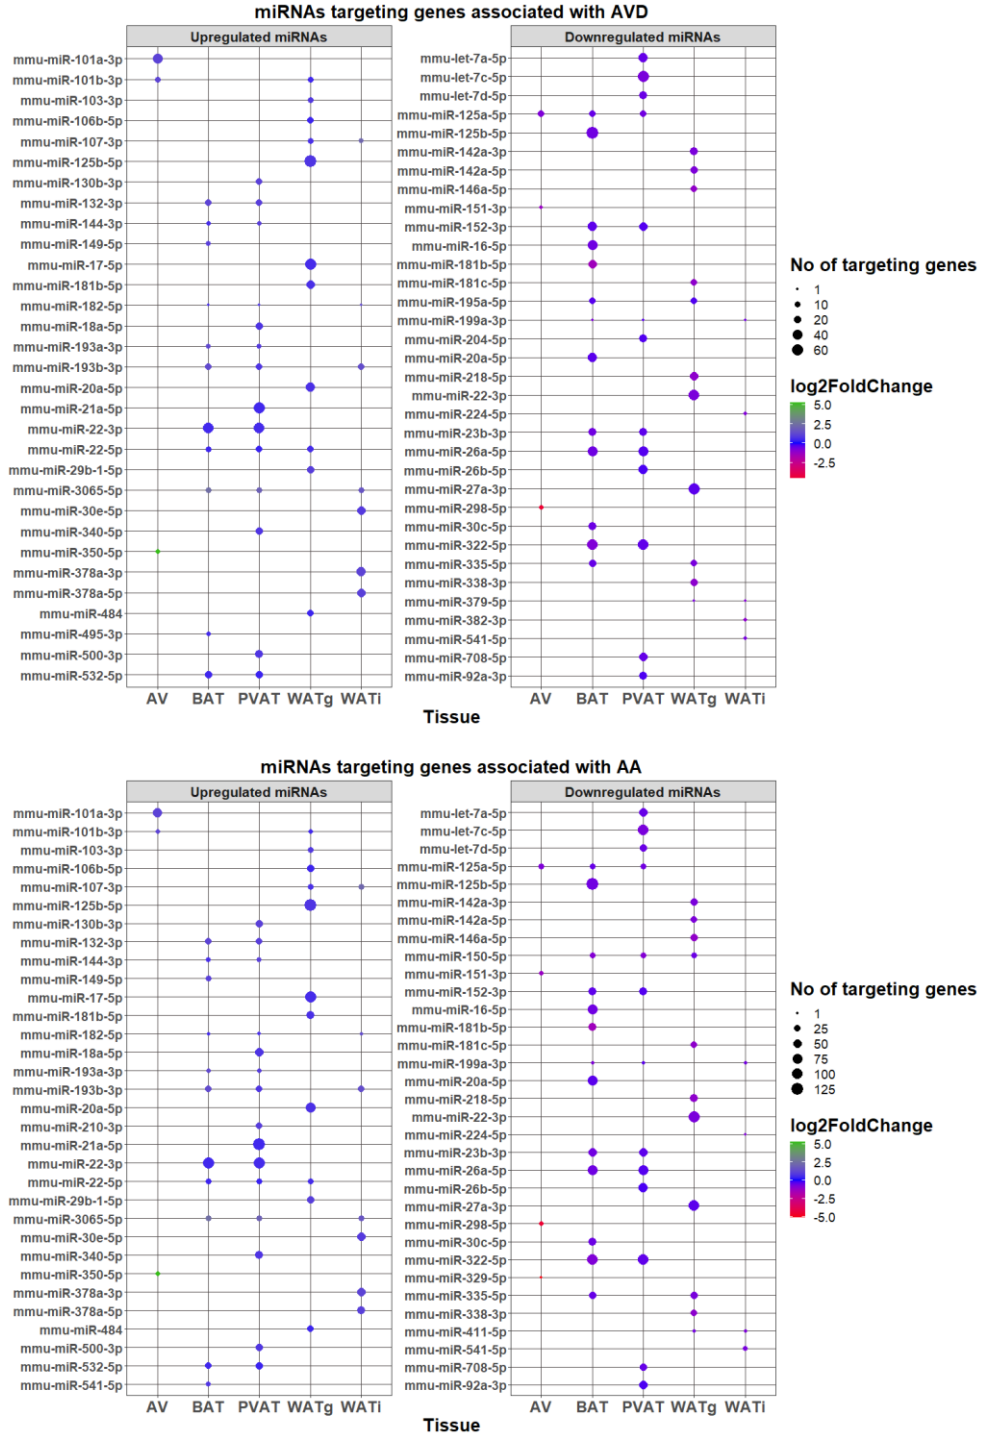 miRNAs targeting genes associated with AVD
Upregulated miRNAs
mmu-miR-101a-3p
mmu-miR-101b-3p
mmu-miR-103-3p
mmu-miR-106b-5p
mmu-miR-107-3p
mmu-miR-125b-5p
mmu-miR-130b-3p
mmu-miR-132-3p
mmu-miR-144-3p
mmu-miR-149-5p
mmu-miR-17-5p
mmu-miR-181b-5p
mmu-miR-182-5p
mmu-miR-18a-5p
mmu-miR-193a-3p
mmu-miR-193b-3p
mmu-miR-20a-5p
mmu-miR-21a-5p
mmu-miR-22-3p
mmu-miR-22-5p
mmu-miR-29b-1-5p
mmu-miR-3065-5p
mmu-miR-30e-5p
mmu-miR-340-5p
mmu-miR-350-5p
mmu-miR-378a-3p
mmu-miR-378a-5p
mmu-miR-484
mmu-miR-495-3p
mmu-miR-500-3p
mmu-miR-532-5p
AV BAT PVAT WATg WATi
Downregulated miRNAs
mmu-let-7a-5p
mmu-let-7c-5p
mmu-let-7d-5p
mmu-miR-125a-5p
mmu-miR-125b-5p
mmu-miR-142a-3p
mmu-miR-142a-5p
mmu-miR-146a-5p
mmu-miR-151-3p
mmu-miR-152-3p
mmu-miR-16-5p
mmu-miR-181b-5p
mmu-miR-181c-5p
mmu-miR-195a-5p
mmu-miR-199a-3p
mmu-miR-204-5p
mmu-miR-20a-5p
mmu-miR-218-5p
mmu-miR-22-3p
mmu-miR-224-5p
mmu-miR-23b-3p
mmu-miR-26a-5p
mmu-miR-26b-5p
mmu-miR-27a-3p
mmu-miR-298-5p
mmu-miR-30c-5p
mmu-miR-322-5p
mmu-miR-335-5p
mmu-miR-338-3p
mmu-miR-379-5p
mmu-miR-382-3p
mmu-miR-541-5p
mmu-miR-708-5p
mmu-miR-92a-3p
AV BAT PVAT WATg WATi
Tissue
No of targeting genes
1
10
20
40
60
log2FoldChange
5.0
2.5
0.0
-2.5
miRNAs targeting genes associated with AA
Upregulated miRNAs
mmu-miR-101a-3p
mmu-miR-101b-3p
mmu-miR-103-3p
mmu-miR-106b-5p
mmu-miR-107-3p
mmu-miR-125b-5p
mmu-miR-130b-3p
mmu-miR-132-3p
mmu-miR-144-3p
mmu-miR-149-5p
mmu-miR-17-5p
mmu-miR-181b-5p
mmu-miR-182-5p
mmu-miR-18a-5p
mmu-miR-193a-3p
mmu-miR-193b-3p
mmu-miR-20a-5p
mmu-miR-210-3p
mmu-miR-21a-5p
mmu-miR-22-3p
mmu-miR-22-5p
mmu-miR-29b-1-5p
mmu-miR-3065-5p
mmu-miR-30e-5p
mmu-miR-340-5p
mmu-miR-350-5p
mmu-miR-378a-3p
mmu-miR-378a-5p
mmu-miR-484
mmu-miR-500-3p
mmu-miR-532-5p
mmu-miR-541-5p
AV BAT PVAT WATg WATi
Downregulated miRNAs
mmu-let-7a-5p
mmu-let-7c-5p
mmu-let-7d-5p
mmu-miR-125a-5p
mmu-miR-125b-5p
mmu-miR-142a-3p
mmu-miR-142a-5p
mmu-miR-146a-5p
mmu-miR-150-5p
mmu-miR-151-3p
mmu-miR-152-3p
mmu-miR-16-5p
mmu-miR-181b-5p
mmu-miR-181c-5p
mmu-miR-199a-3p
mmu-miR-20a-5p
mmu-miR-218-5p
mmu-miR-22-3p
mmu-miR-224-5p
mmu-miR-23b-3p
mmu-miR-26a-5p
mmu-miR-26b-5p
mmu-miR-27a-3p
mmu-miR-298-5p
mmu-miR-30c-5p
mmu-miR-322-5p
mmu-miR-329-5p
mmu-miR-335-5p
mmu-miR-338-3p
mmu-miR-411-5p
mmu-miR-541-5p
mmu-miR-708-5p
mmu-miR-92a-3p
AV BAT PVAT WATg WATi
Tissue
No of targeting genes
1
25
50
75
100
125
log2FoldChange
5.0
2.5
0.0
-2.5
-5.0